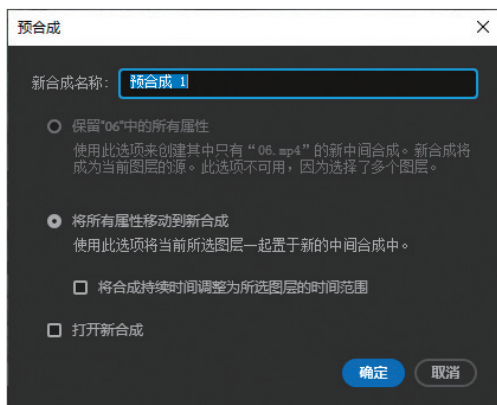 预合成
新合成名称： 预合成 1
保留"06"中的所有属性
使用此选项来创建其中只有“06.mp4”的新中间合成。新合成将
成为当前图层的源。此选项不可用，因为选择了多个图层。
将所有属性移动到新合成
使用此选项将当前所选图层一起置于新的中间合成中。
将合成持续时间调整为所选图层的时间范围
打开新合成
确定 取消